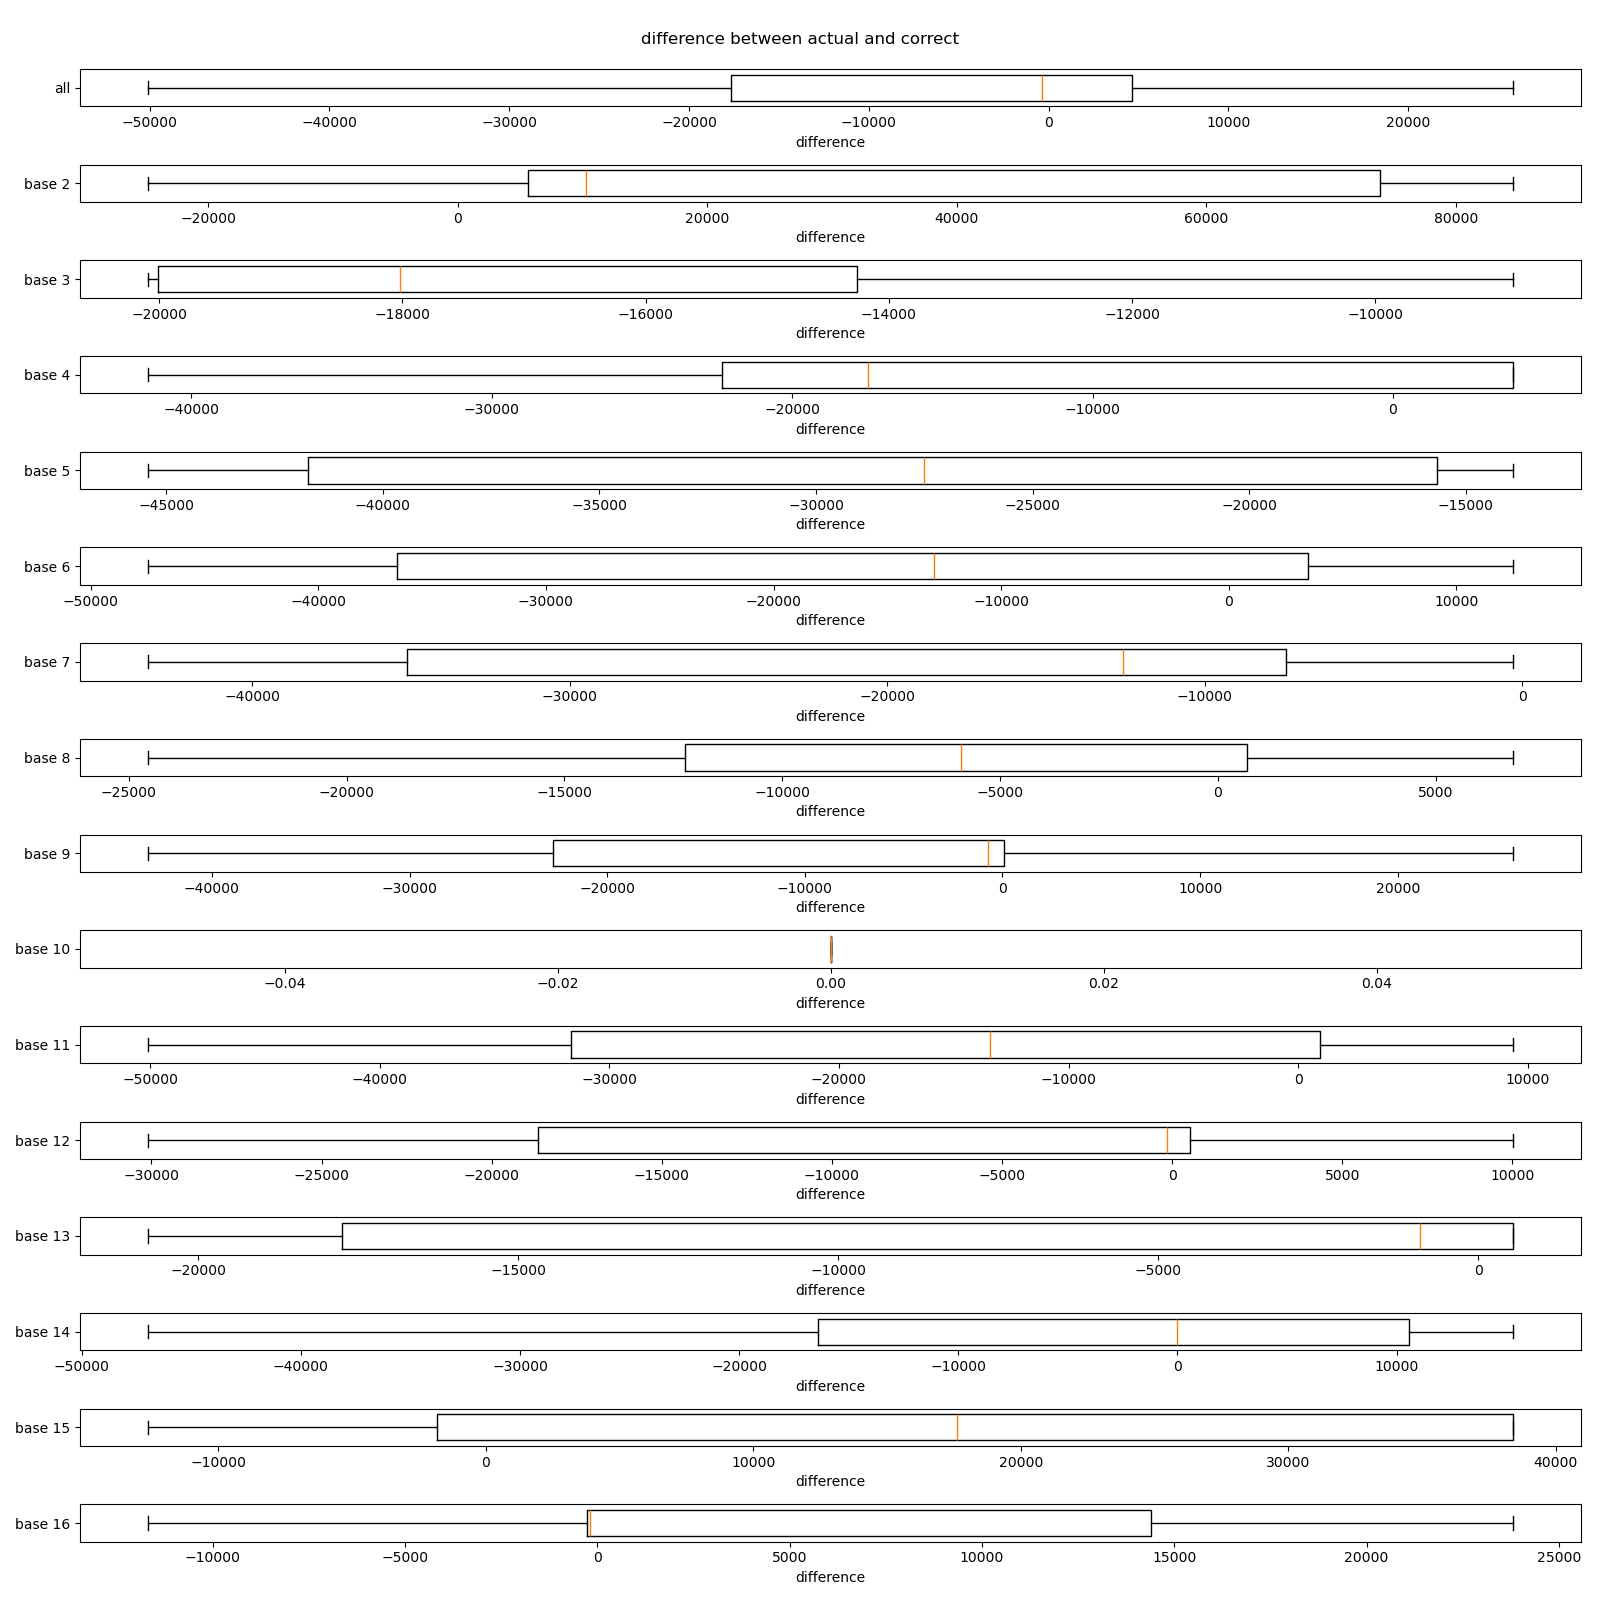 difference between actual and correct
all
−50000 −40000 −30000 −20000 −10000 0 10000 20000
difference
base 2
−20000 0 20000 40000 60000 80000
difference
base 3
−20000 −18000 −16000 −14000 −12000 −10000
difference
base 4
−40000 −30000 −20000 −10000 0
difference
base 5
−45000 −40000 −35000 −30000 −25000 −20000 −15000
difference
base 6
−50000 −40000 −30000 −20000 −10000 0 10000
difference
base 7
−40000 −30000 −20000 −10000 0
difference
base 8
−25000 −20000 −15000 −10000 −5000 0 5000
difference
base 9
−40000 −30000 −20000 −10000 0 10000 20000
difference
base 10
−0.04 −0.02 0.00 0.02 0.04
difference
base 11
−50000 −40000 −30000 −20000 −10000 0 10000
difference
base 12
−30000 −25000 −20000 −15000 −10000 −5000 0 5000 10000
difference
base 13
−20000 −15000 −10000 −5000 0
difference
base 14
−50000 −40000 −30000 −20000 −10000 0 10000
difference
base 15
−10000 0 10000 20000 30000 40000
difference
base 16
−10000 −5000 0 5000 10000 15000 20000 25000
difference